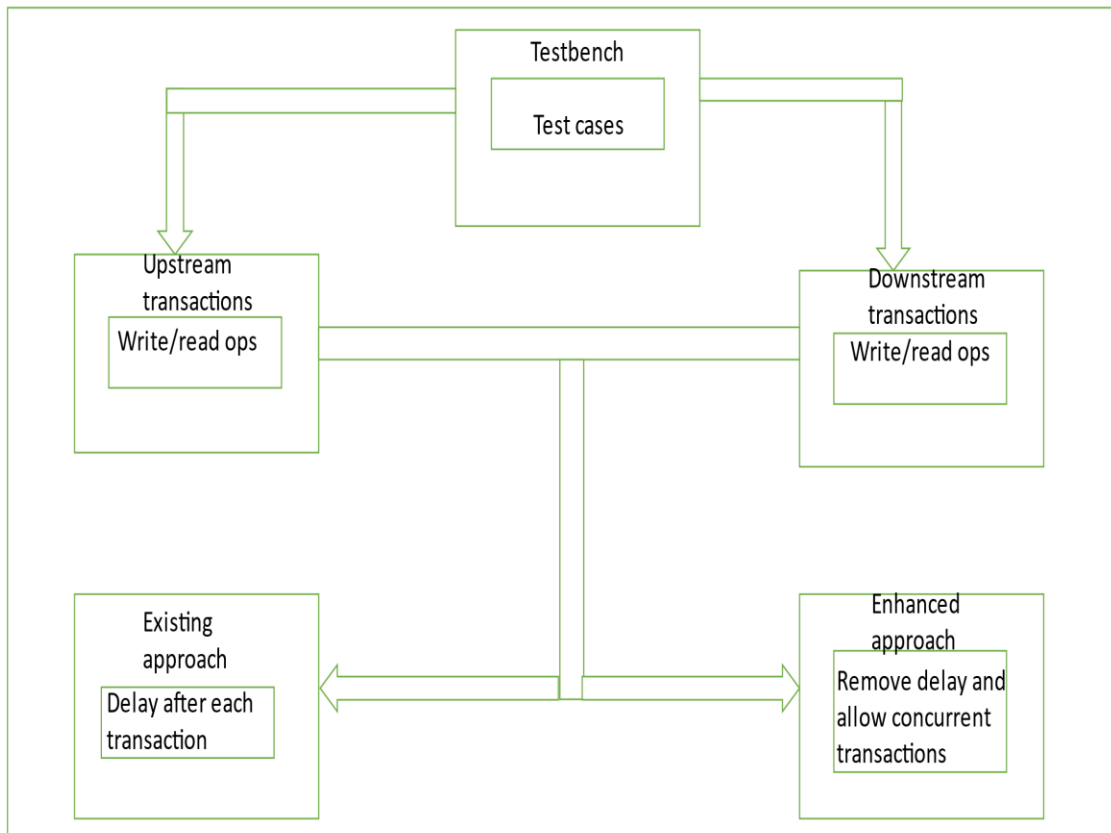 Testbench
Test cases
Upstream
transactions
Write/read ops
Downstream
transactions
Write/read ops
Existing
approach
Delay after each
transaction
Enhanced
approach
Remove delay and
allow concurrent
transactions